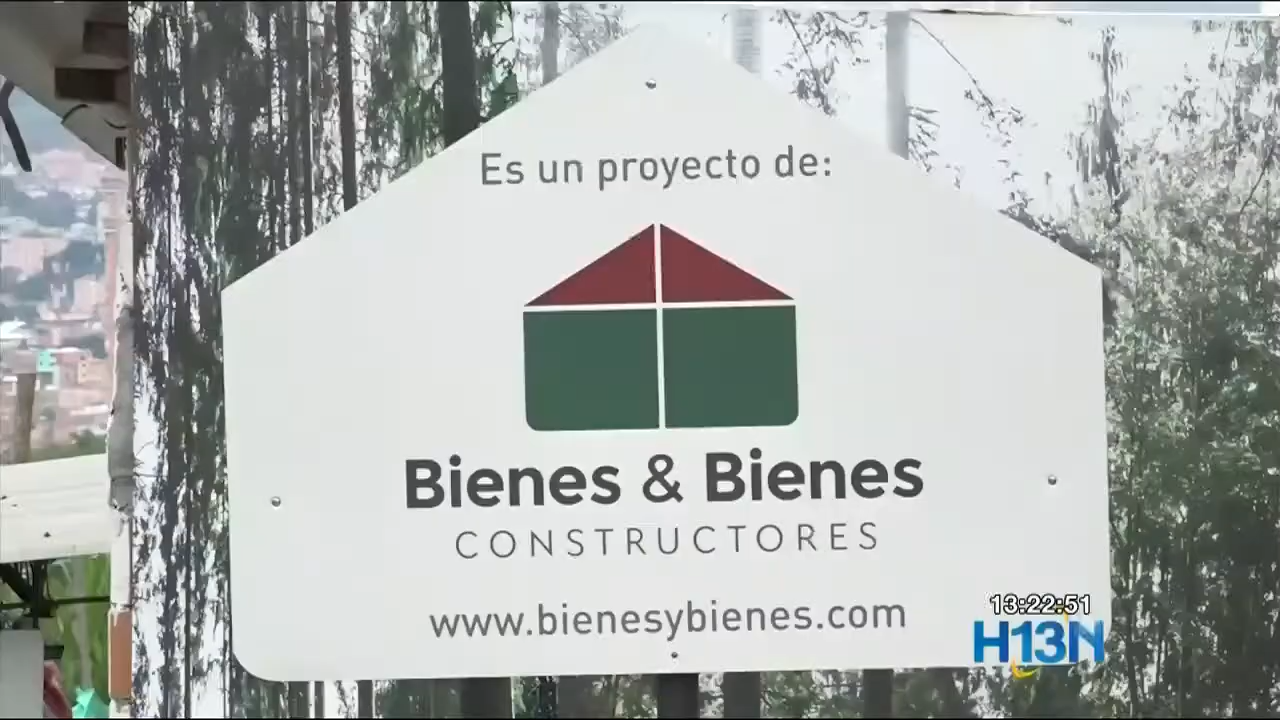 Es un proyecto de:
Bienes & Bienes
CONSTRUCTORES
www.bienesybienes.com
13:22:51
H13N